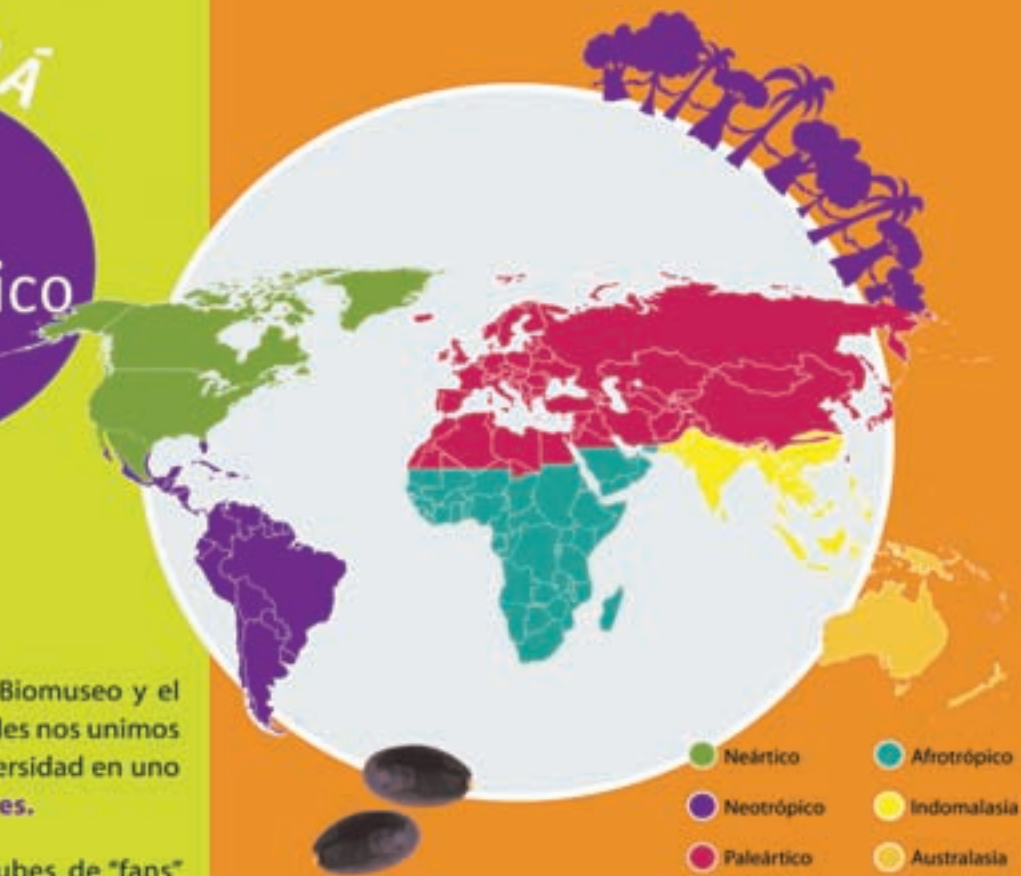 ico
Biomuseo y el
les nos unimos
ersidad en uno
es.
ubes de "fans"
Neártico
Neotrópico
Paleártico
Afrotrópico
Indomalasia
Australasia